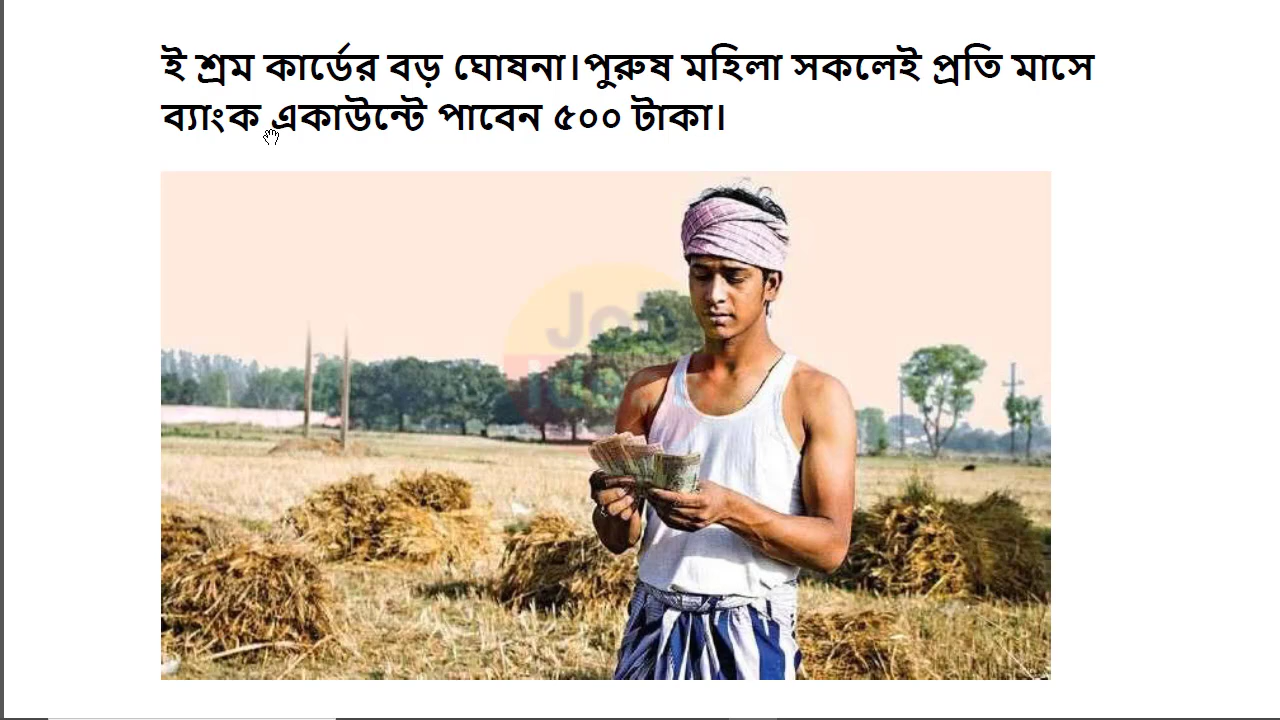 ই শ্রম কার্ডের বড় ঘোষনা।পুরুষ মহিলা সকলেই প্রতি মাসে
ব্যাংক একাউন্টে পাবেন ৫০০ টাকা।